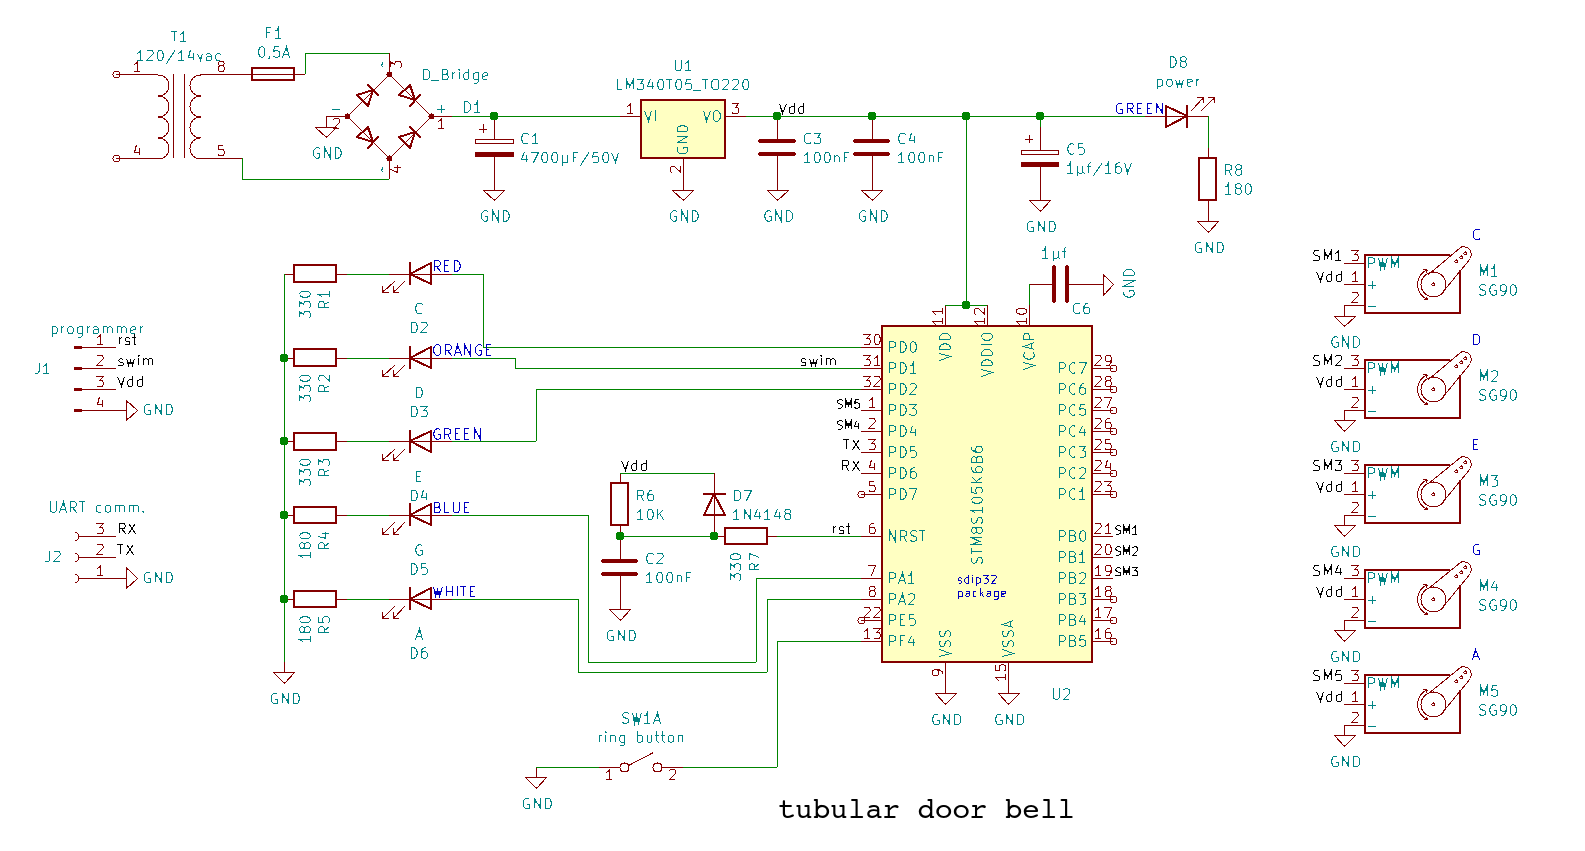 T1
120/14vac
1
4
8
5
F1
0,5A
3
D_Bridge
D1
-
2
+
1
4
GND
+
C1
4700µF/50V
GND
U1
LM340T05_TO220
1
VI
VO
3
GND
2
GND
Vdd
C3
100nF
GND
C4
100nF
GND
+
C5
1µf/16V
GND
D8
power
GREEN
R8
180
GND
programmer
J1
1
rst
2
swim
3
Vdd
4
GND
UART comm.
J2
3
RX
2
TX
1
GND
330
R1
RED
C
D2
330
R2
ORANGE
D
D3
330
R3
GREEN
E
D4
180
R4
BLUE
G
D5
180
R5
WHITE
A
D6
GND
swim
Vdd
R6
10K
D7
1N4148
C2
100nF
GND
330
R7
rst
1µf
C6
GND
11
12
10
VDD
VDDIO
VCAP
30
PD0
31
PD1
32
PD2
SM5
1
PD3
SM4
2
PD4
TX
3
PD5
RX
4
PD6
5
PD7
6
NRST
7
PA1
8
PA2
22
PE5
13
PF4
STM8S105K6B6
sdip32
package
PC7
29
PC6
28
PC5
27
PC4
26
PC3
25
PC2
24
PC1
23
PB0
21
SM1
PB1
20
SM2
PB2
19
SM3
PB3
18
PB4
17
PB5
16
VSS
VSSA
9
15
U2
GND
GND
SW1A
ring button
1
2
GND
C
SM1
3
PWM
Vdd
1
+
2
-
M1
SG90
GND
D
SM2
3
PWM
Vdd
1
+
2
-
M2
SG90
GND
E
SM3
3
PWM
Vdd
1
+
2
-
M3
SG90
GND
G
SM4
3
PWM
Vdd
1
+
2
-
M4
SG90
GND
A
SM5
3
PWM
Vdd
1
+
2
-
M5
SG90
GND
tubular door bell